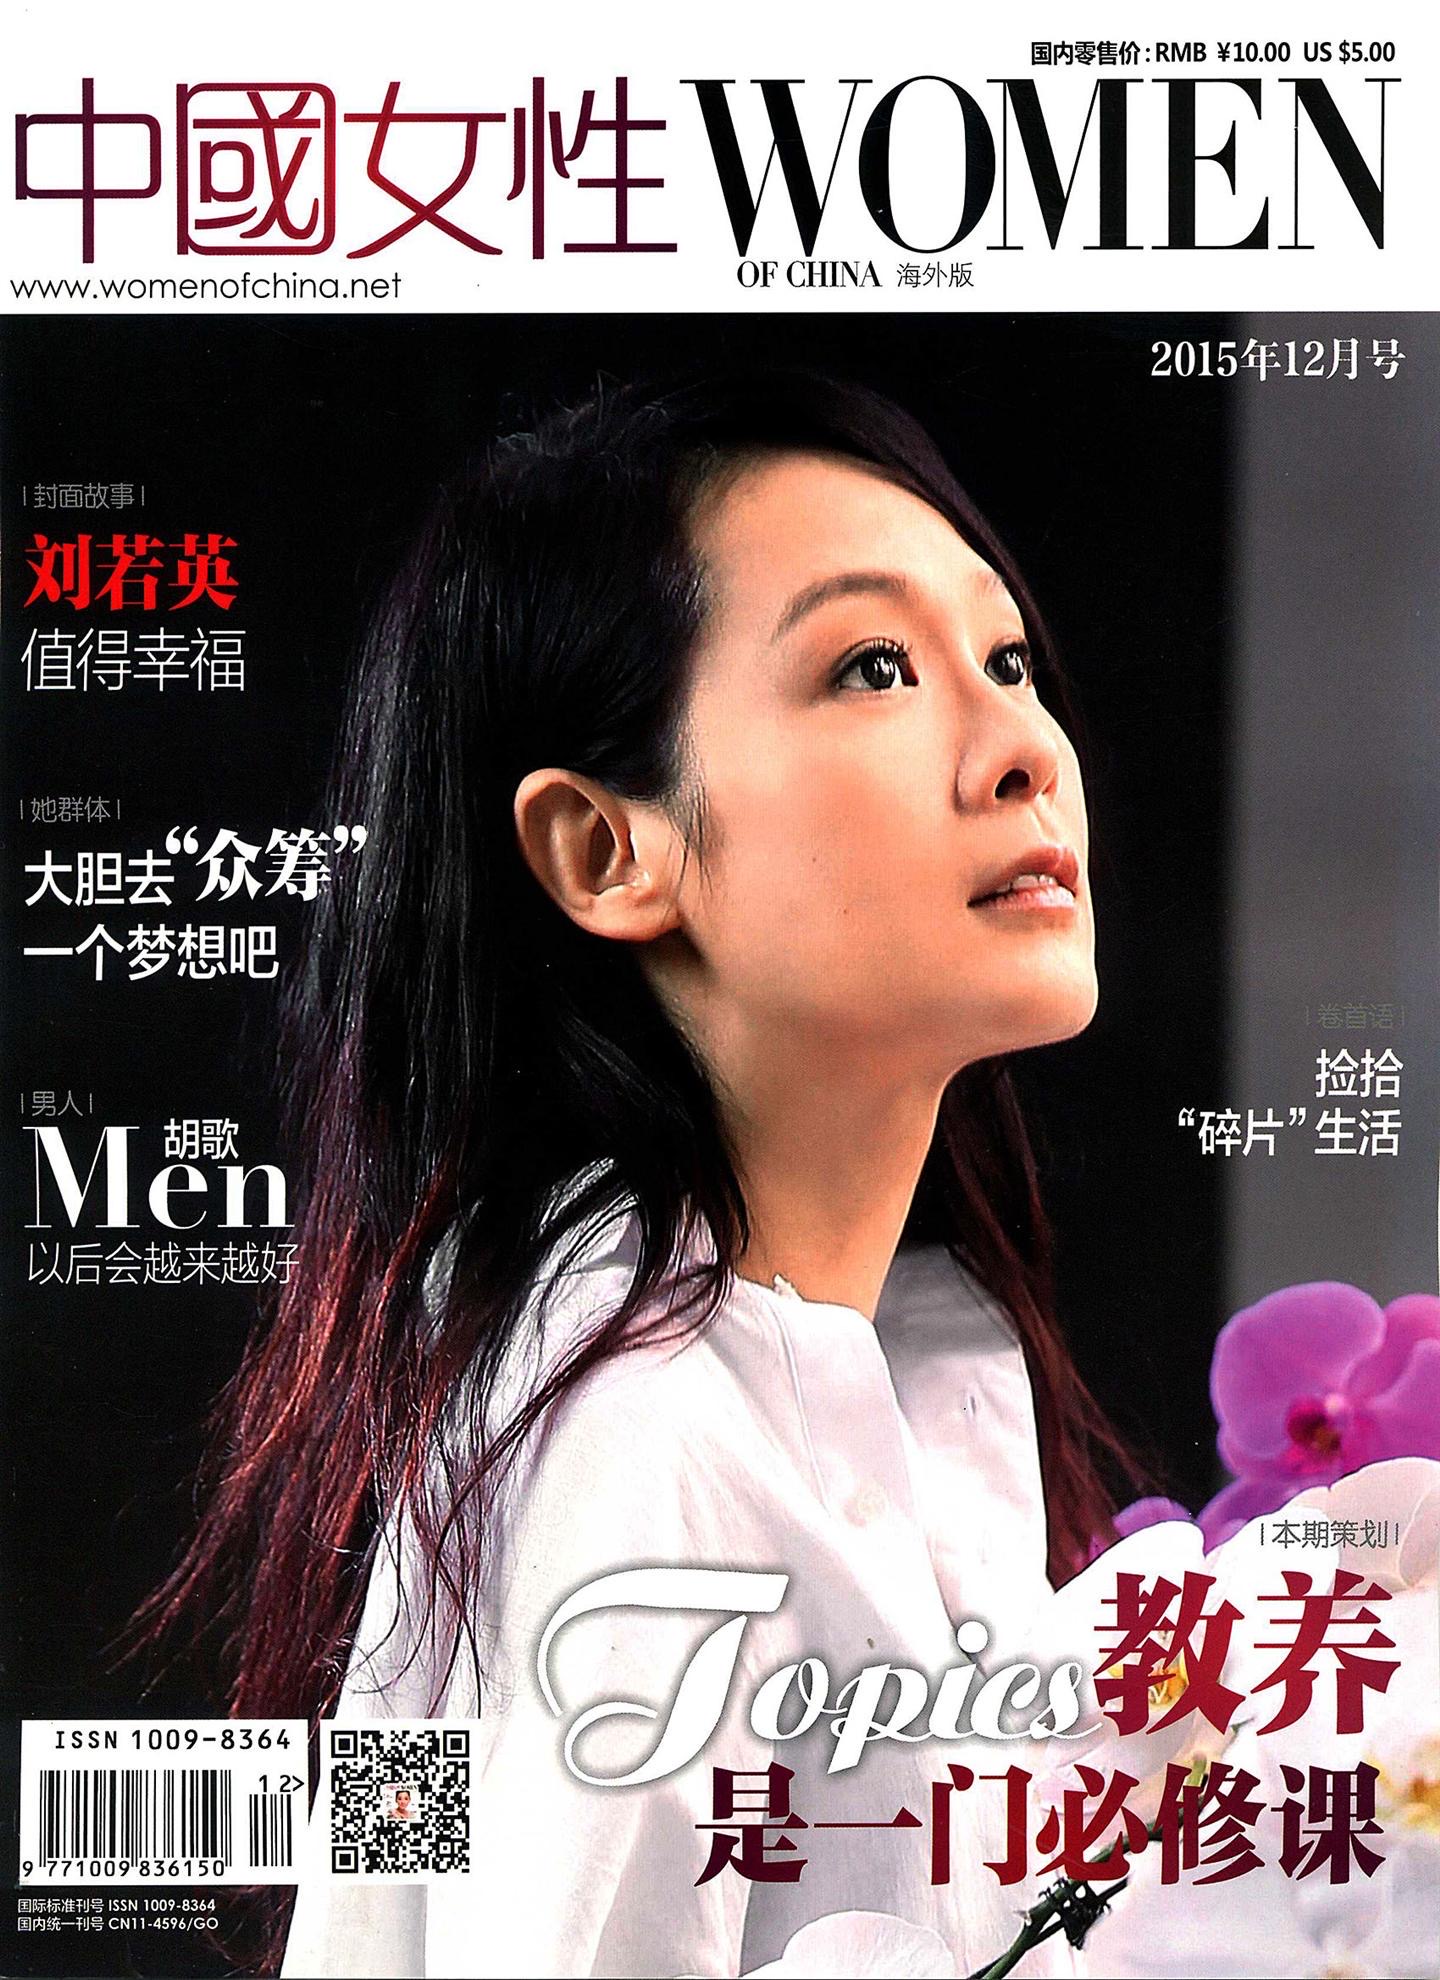 国内零售价：RMB ¥10.00 US $5.00
中國女性 WOMEN
OF CHINA 海外版
www.womenofchina.net
2015年12月号
封面故事
刘若英
值得幸福
她群体
大胆去“众筹”
一个梦想吧
男人
Men 胡歌
以后会越来越好
卷首语
捡拾
“碎片”生活
本期策划
Topics 教养
是一门必修课
ISSN 1009-8364
12>
9 771009 836150
国际标准刊号 ISSN 1009-8364
国内统一刊号 CN11-4596/GO